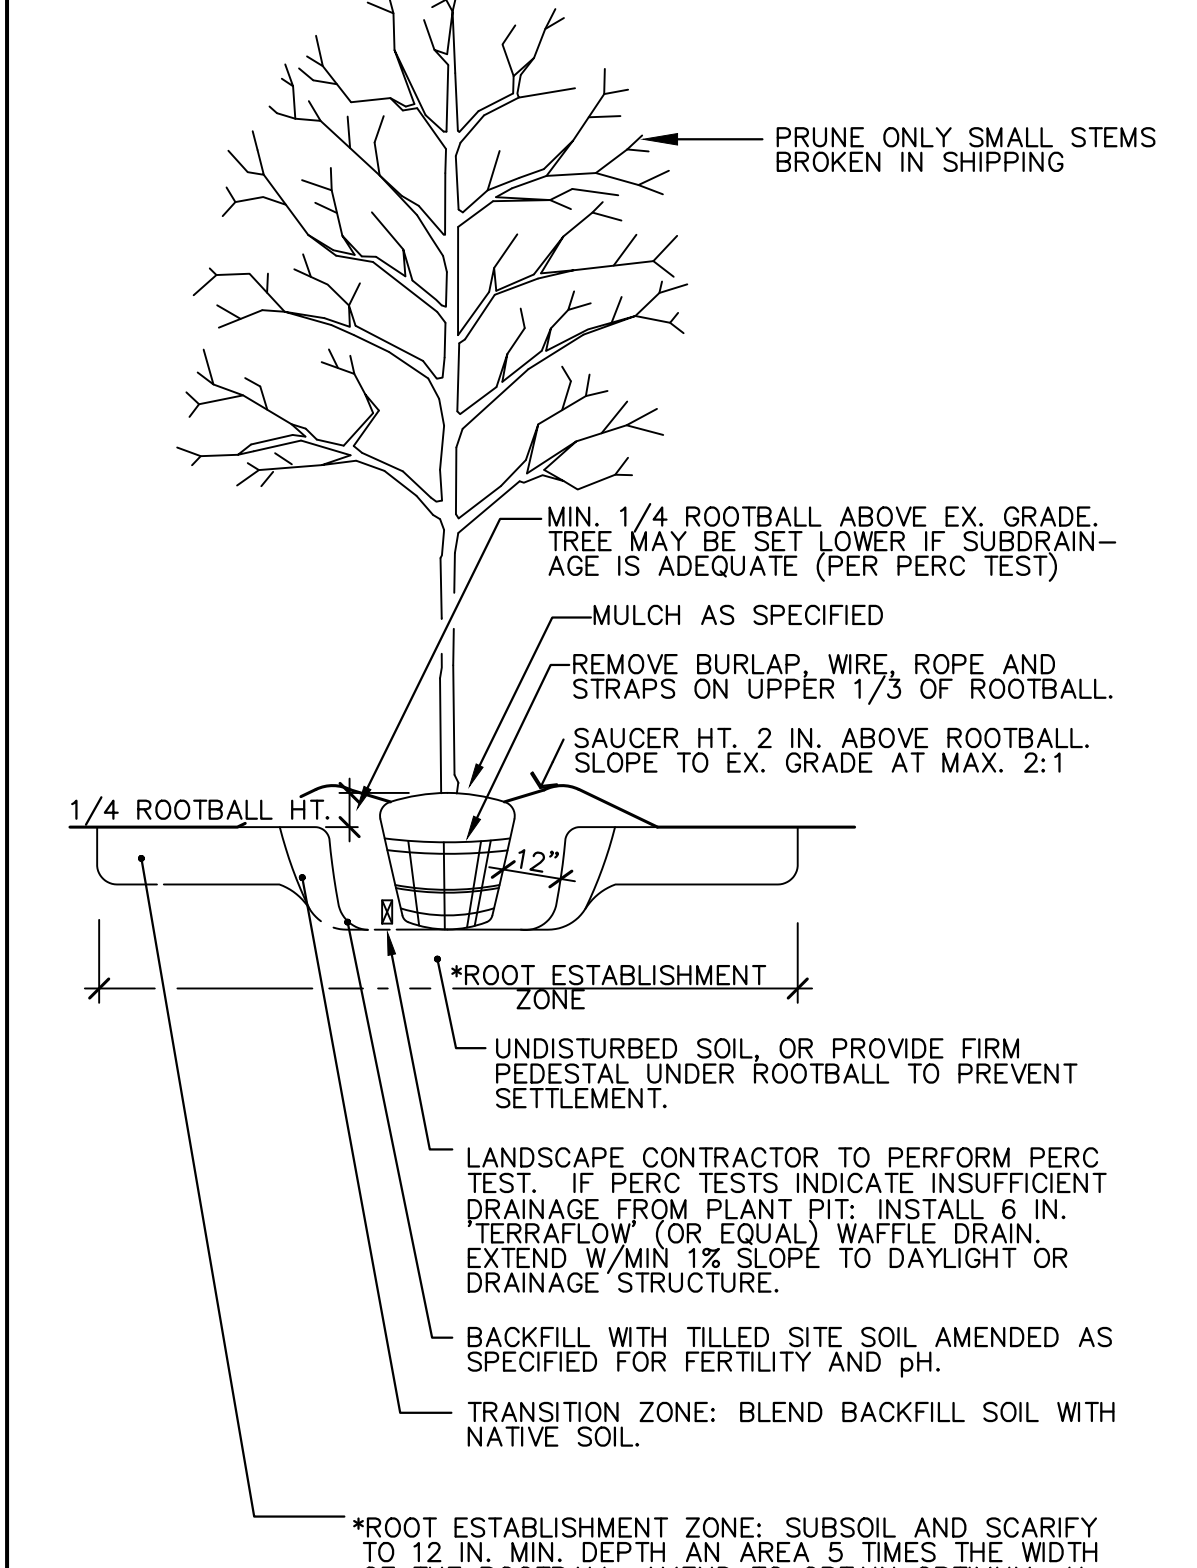 PRUNE ONLY SMALL STEMS
BROKEN IN SHIPPING
MIN. 1/4 ROOTBALL ABOVE EX. GRADE.
TREE MAY BE SET LOWER IF SUBDRAIN-
AGE IS ADEQUATE (PER PERC TEST)
MULCH AS SPECIFIED
REMOVE BURLAP, WIRE, ROPE AND
STRAPS ON UPPER 1/3 OF ROOTBALL.
SAUCER HT. 2 IN. ABOVE ROOTBALL.
SLOPE TO EX. GRADE AT MAX. 2:1
1/4 ROOTBALL HT.
12"
*ROOT ESTABLISHMENT
ZONE
UNDISTURBED SOIL, OR PROVIDE FIRM
PEDESTAL UNDER ROOTBALL TO PREVENT
SETTLEMENT.
LANDSCAPE CONTRACTOR TO PERFORM PERC
TEST. IF PERC TESTS INDICATE INSUFFICIENT
DRAINAGE FROM PLANT PIT: INSTALL 6 IN.
'TERRAFLOW' (OR EQUAL) WAFFLE DRAIN.
EXTEND W/MIN 1% SLOPE TO DAYLIGHT OR
DRAINAGE STRUCTURE.
BACKFILL WITH TILLED SITE SOIL AMENDED AS
SPECIFIED FOR FERTILITY AND pH.
TRANSITION ZONE: BLEND BACKFILL SOIL WITH
NATIVE SOIL.
*ROOT ESTABLISHMENT ZONE: SUBSOIL AND SCARIFY
TO 12 IN. MIN. DEPTH AN AREA 5 TIMES THE WIDTH